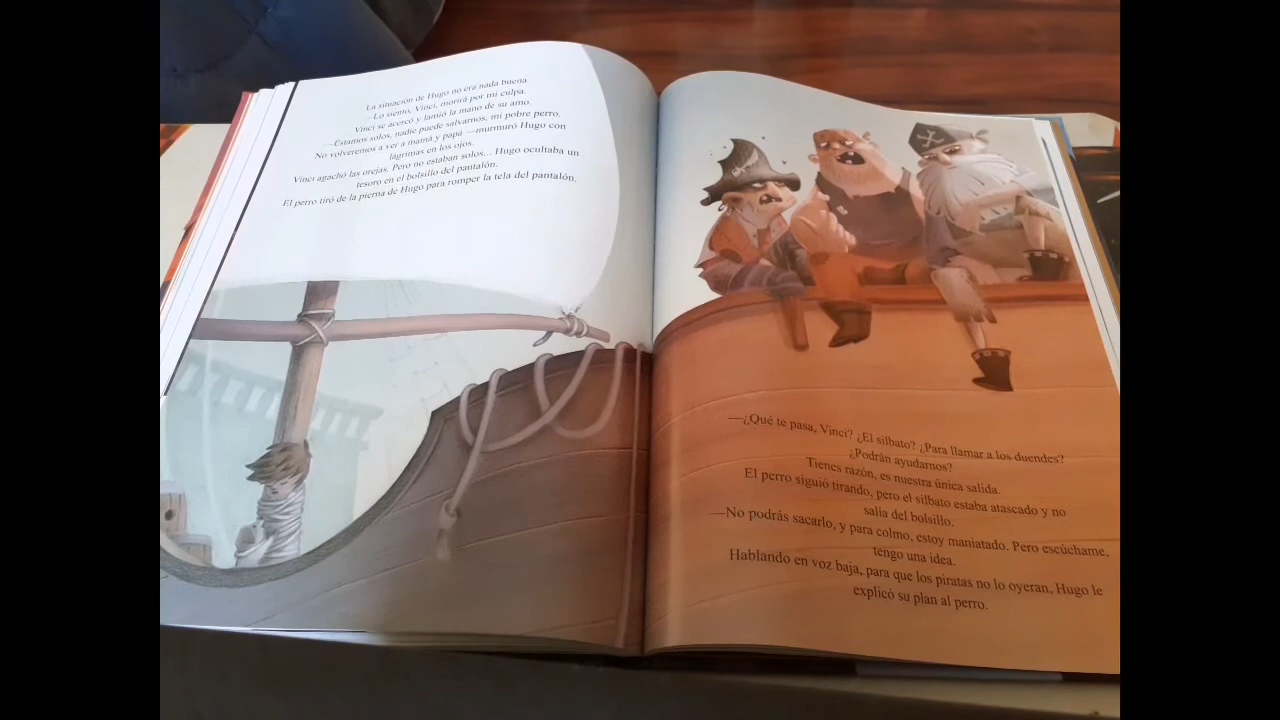 La situación de Hugo no era nada buena.
—Lo siento, Vinci, morirá por mi culpa.
Vinci se acercó y lamió la mano de su amo.
—Estamos solos, nadie puede salvarnos, mi pobre perro.
No volveremos a ver a mamá y papá —murmuró Hugo con
lágrimas en los ojos.
Vinci agachó las orejas. Pero no estaban solos... Hugo ocultaba un
tesoro en el bolsillo del pantalón.
El perro tiró de la pierna de Hugo para romper la tela del pantalón.
—¿Qué te pasa, Vinci? ¿El silbato? ¿Para llamar a los duendes?
¿Podrán ayudarnos?
Tienes razón, es nuestra única salida.
El perro siguió tirando, pero el silbato estaba atascado y no
salía del bolsillo.
—No podrás sacarlo, y para colmo, estoy maniatado. Pero escúchame,
tengo una idea.
Hablando en voz baja, para que los piratas no lo oyeran, Hugo le
explicó su plan al perro.